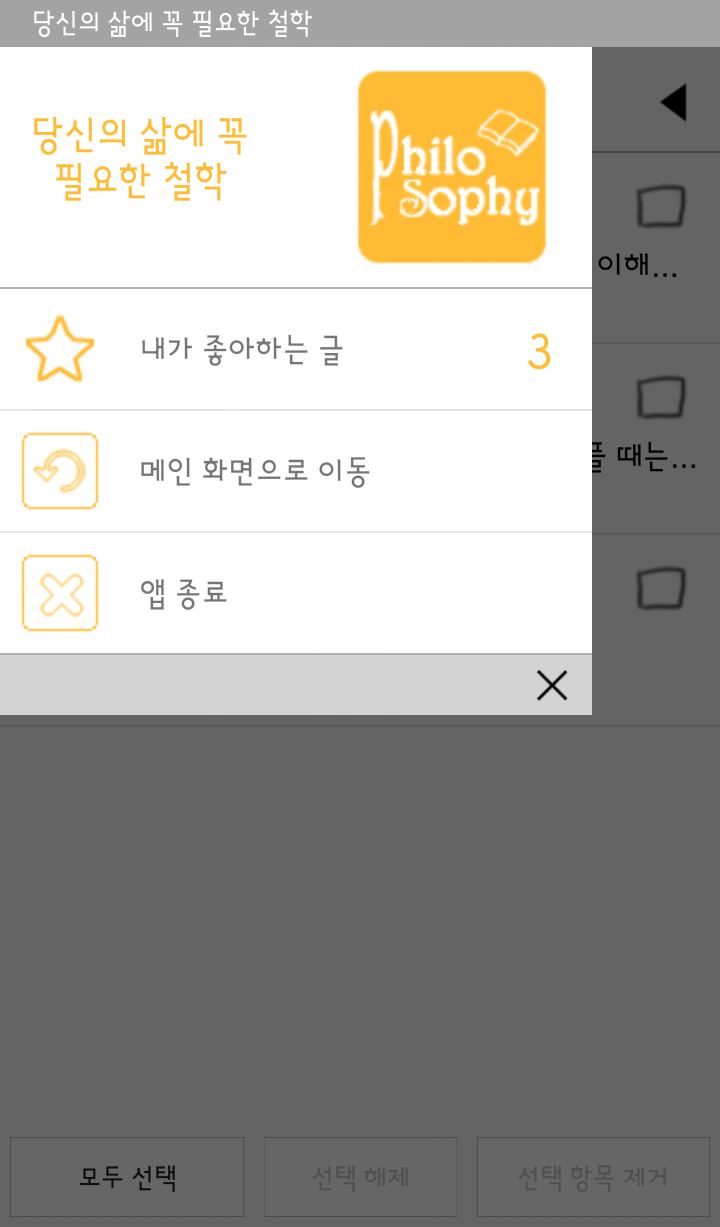 당신의 삶에 꼭 필요한 철학
당신의 삶에 꼭
필요한 철학
Philo
Sophy
이해...
내가 좋아하는 글
3
때는...
메인 화면으로 이동
앱 종료
모두 선택
선택 해제
선택 항목 제거